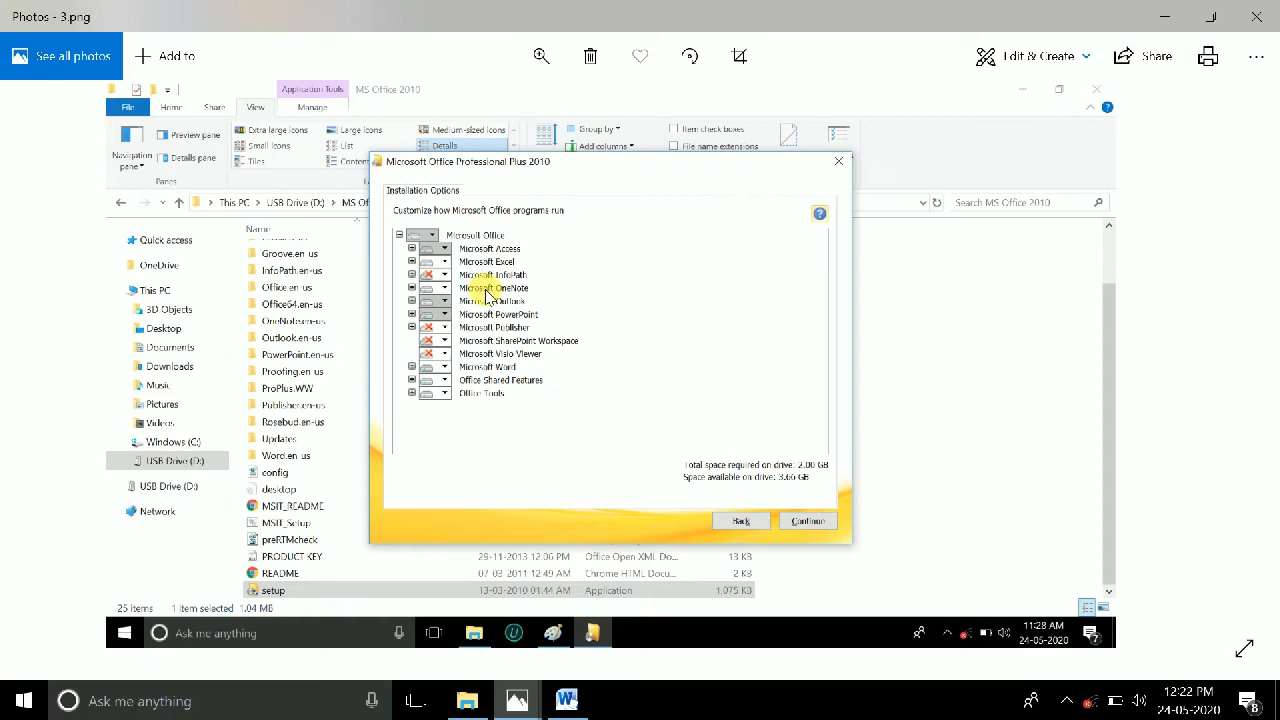 Photos - 3.png
See all photos
Add to
Edit & Create
Share
Application Tools
MS Office 2010
File
Home
Share
View
Manage
Navigation pane
Preview pane
Details pane
Panes
Extra large icons
Large icons
Medium-sized icons
Small icons
List
Details
Tiles
Content
Group by
Add columns
Item check boxes
File name extensions
This PC
USB Drive (D:)
Search MS Office 2010
Quick access
OneDrive
This PC
3D Objects
Desktop
Documents
Downloads
Music
Pictures
Videos
Windows (C:)
USB Drive (D:)
USB Drive (D:)
Network
Name
Groove.en-us
InfoPath.en-us
Office.en-us
Office64.en-us
OneNote.en-us
Outlook.en-us
PowerPoint.en-us
Proofing.en-us
ProPlus.WW
Publisher.en-us
Rosebud.en-us
Updates
Word.en-us
config
desktop
MSIT_README
MSIT_Setup
preRTMcheck
PRODUCT KEY 29-11-2013 12:06 PM Office Open XML Do... 13 KB
README 07-03-2011 12:49 AM Chrome HTML Docu... 2 KB
setup 13-03-2010 01:44 AM Application 1,075 KB
25 items 1 item selected 1.04 MB
Microsoft Office Professional Plus 2010
Installation Options
Customize how Microsoft Office programs run
Microsoft Office
Microsoft Access
Microsoft Excel
Microsoft InfoPath
Microsoft OneNote
Microsoft Outlook
Microsoft PowerPoint
Microsoft Publisher
Microsoft SharePoint Workspace
Microsoft Visio Viewer
Microsoft Word
Office Shared Features
Office Tools
Total space required on drive: 2.00 GB
Space available on drive: 3.66 GB
Back
Continue
Ask me anything
11:28 AM
24-05-2020
7
Ask me anything
12:22 PM
24-05-2020
8